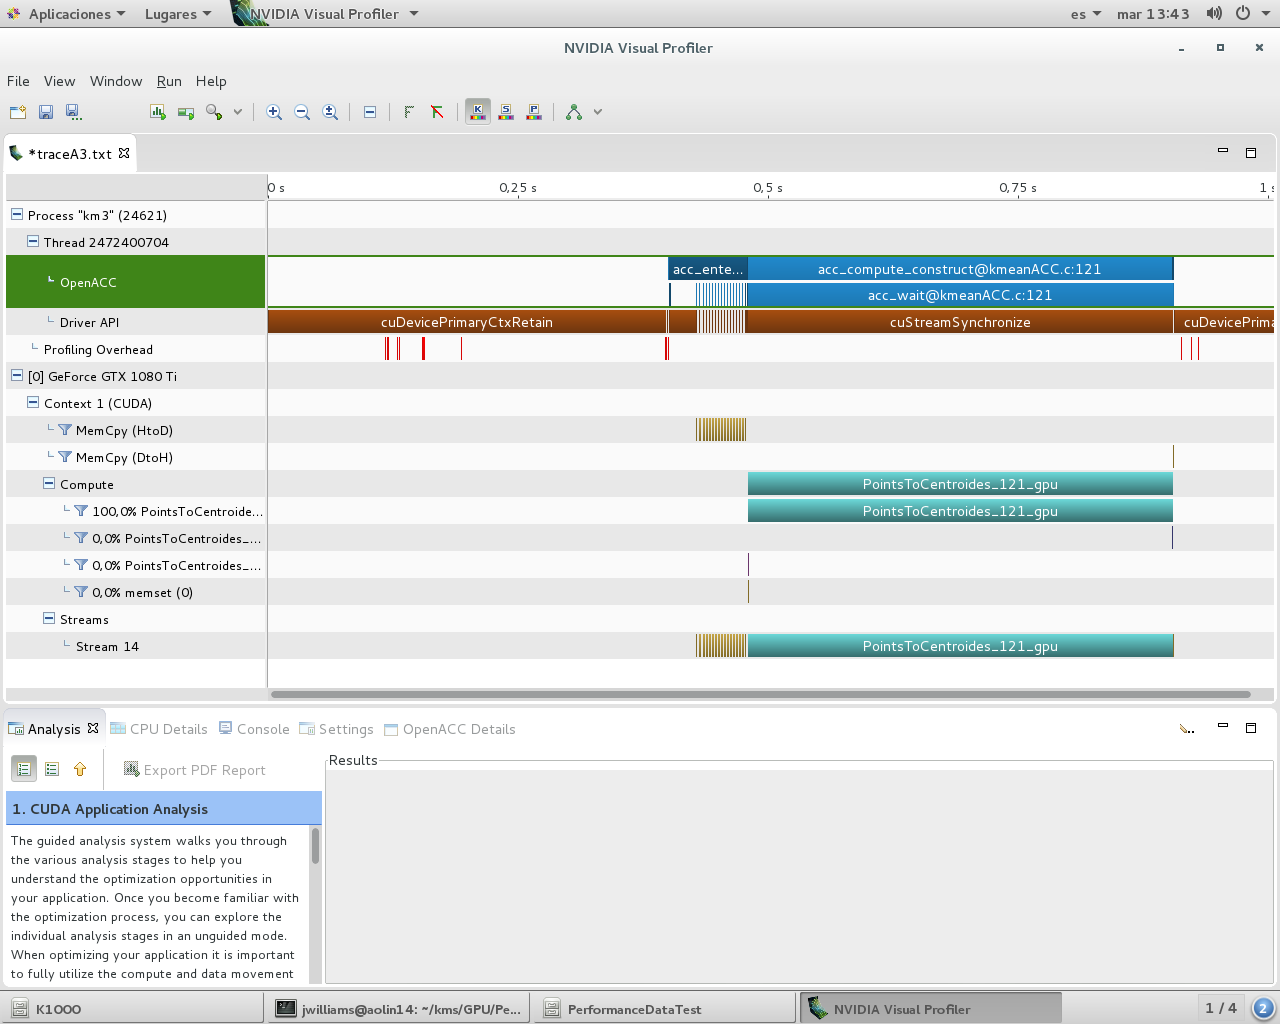 Aplicaciones Lugares NVIDIA Visual Profiler es mar 13:43
NVIDIA Visual Profiler
File View Window Run Help
*traceA3.txt
0 s 0,25 s 0,5 s 0,75 s 1 s
Process "km3" (24621)
Thread 2472400704
OpenACC
acc_ente... acc_compute_construct@kmeanACC.c:121
acc_wait@kmeanACC.c:121
Driver API cuDevicePrimaryCtxRetain cuStreamSynchronize cuDevicePrima
Profiling Overhead
[0] GeForce GTX 1080 Ti
Context 1 (CUDA)
MemCpy (HtoD)
MemCpy (DtoH)
Compute PointsToCentroides_121_gpu
100,0% PointsToCentroide... PointsToCentroides_121_gpu
0,0% PointsToCentroides_...
0,0% PointsToCentroides_...
0,0% memset (0)
Streams
Stream 14 PointsToCentroides_121_gpu
Analysis CPU Details Console Settings OpenACC Details
Export PDF Report
Results
1. CUDA Application Analysis
The guided analysis system walks you through
the various analysis stages to help you
understand the optimization opportunities in
your application. Once you become familiar with
the optimization process, you can explore the
individual analysis stages in an unguided mode.
When optimizing your application it is important
to fully utilize the compute and data movement
K1000 jwilliams@aolin14: ~/kms/GPU/Pe... PerformanceDataTest NVIDIA Visual Profiler 1 / 4 2